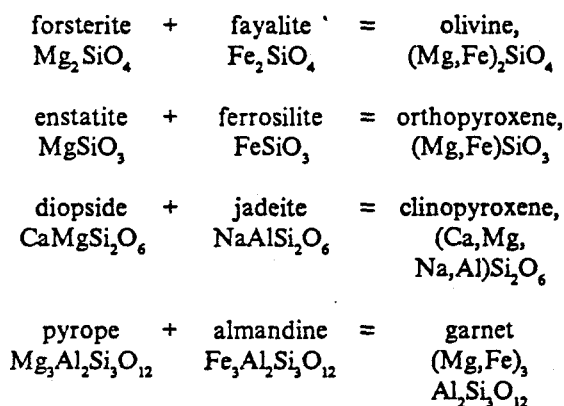 forsterite + fayalite = olivine,
Mg₂SiO₄ Fe₂SiO₄ (Mg,Fe)₂SiO₄
enstatite + ferrosilite = orthopyroxene,
MgSiO₃ FeSiO₃ (Mg,Fe)SiO₃
diopside + jadeite = clinopyroxene,
CaMgSi₂O₆ NaAlSi₂O₆ (Ca,Mg,
Na,Al)Si₂O₆
pyrope + almandine = garnet
Mg₃Al₂Si₃O₁₂ Fe₃Al₂Si₃O₁₂ (Mg,Fe)₃
Al₂Si₃O₁₂